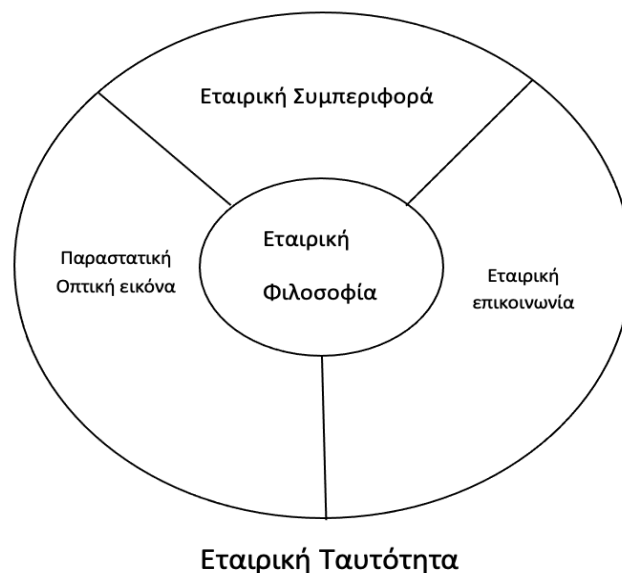 Εταιρική Συμπεριφορά
Παραστατική
Οπτική εικόνα
Εταιρική
Φιλοσοφία
Εταιρική
επικοινωνία
Εταιρική Ταυτότητα